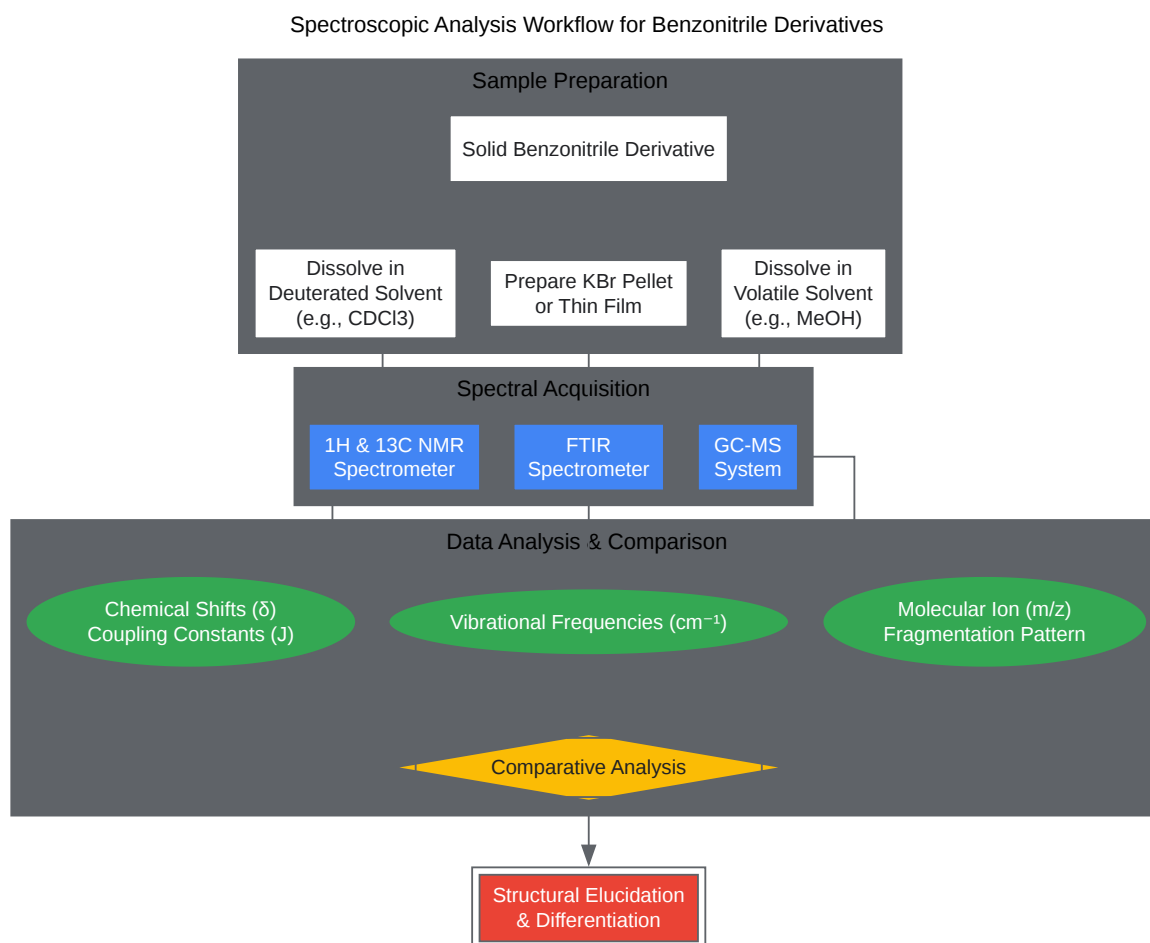 Spectroscopic Analysis Workflow for Benzonitrile Derivatives
Sample Preparation
Solid Benzonitrile Derivative
Dissolve in
Deuterated Solvent
(e.g., CDCl3)
Prepare KBr Pellet
or Thin Film
Dissolve in
Volatile Solvent
(e.g., MeOH)
Spectral Acquisition
1H & 13C NMR
Spectrometer
FTIR
Spectrometer
GC-MS
System
Data Analysis & Comparison
Chemical Shifts (δ)
Coupling Constants (J)
Vibrational Frequencies (cm⁻¹)
Molecular Ion (m/z)
Fragmentation Pattern
Comparative Analysis
Structural Elucidation
& Differentiation